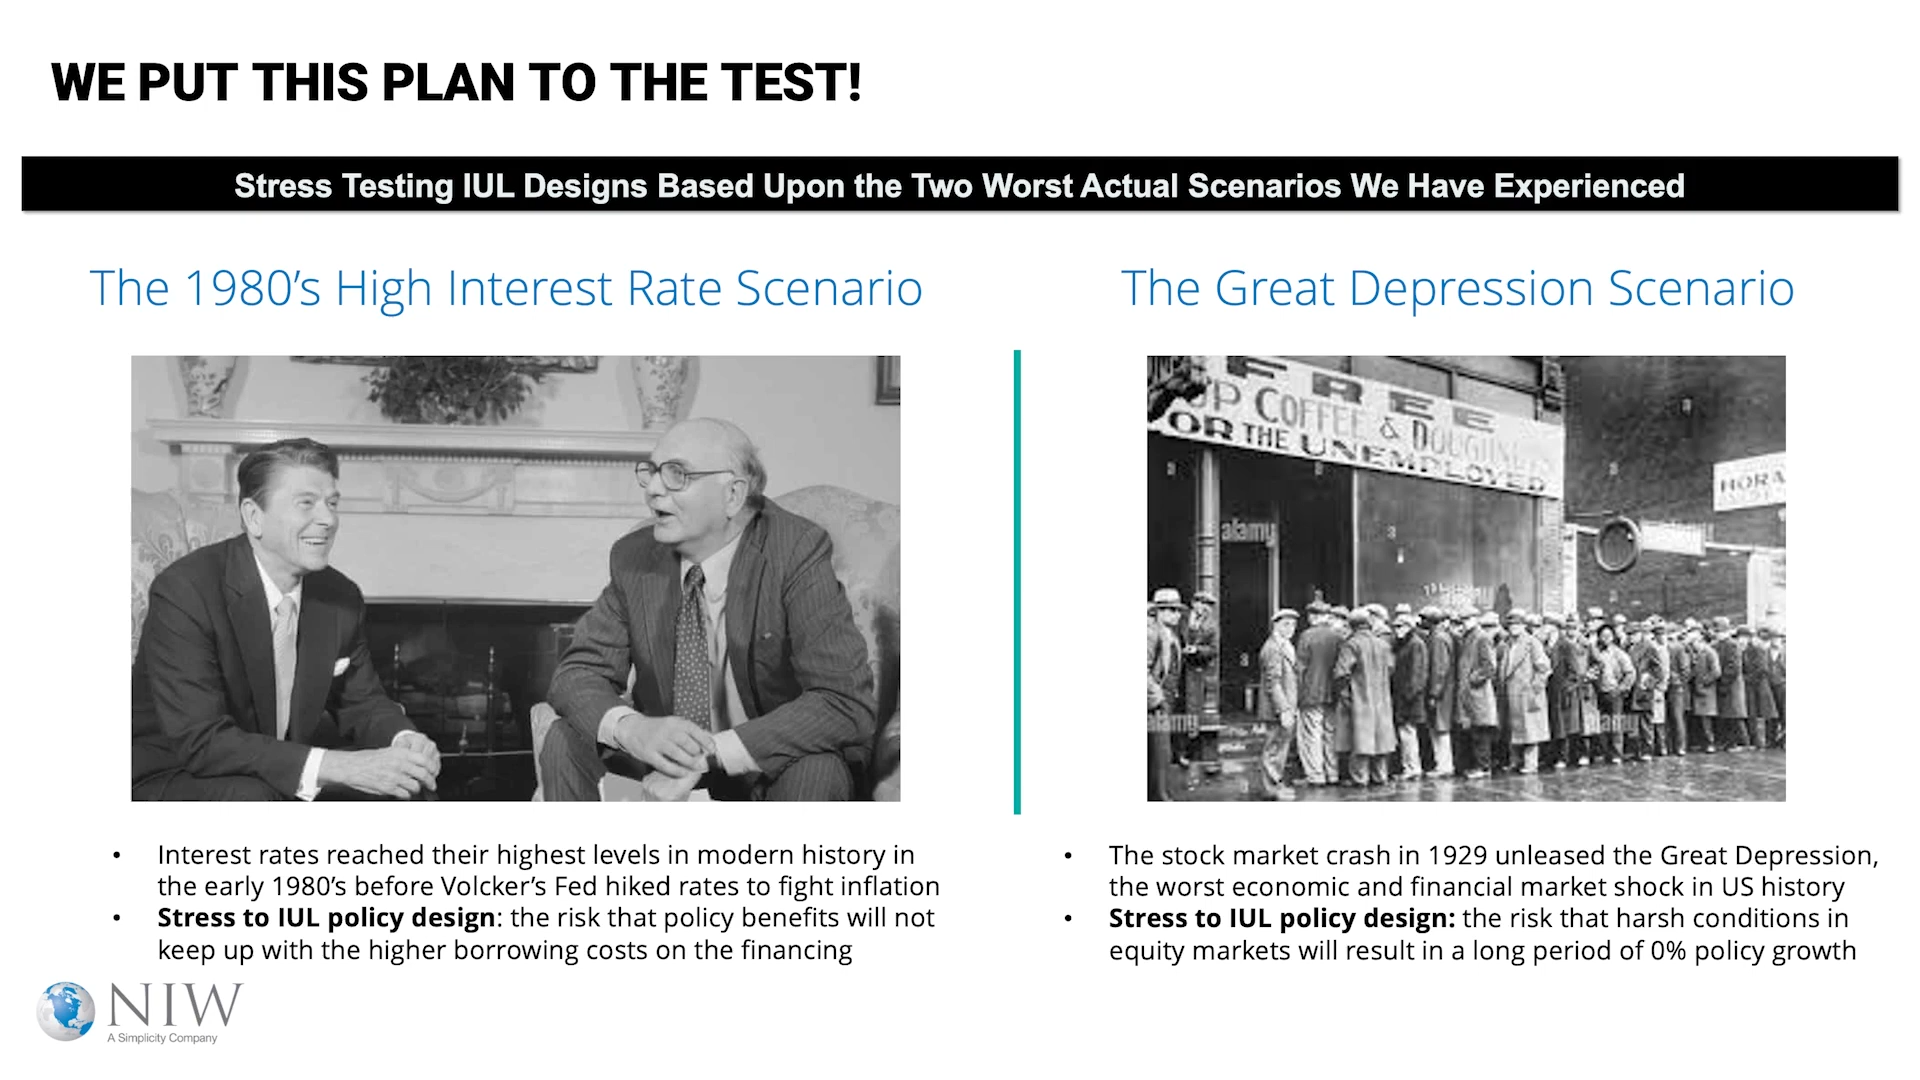 WE PUT THIS PLAN TO THE TEST!
Stress Testing IUL Designs Based Upon the Two Worst Actual Scenarios We Have Experienced
The 1980’s High Interest Rate Scenario
• Interest rates reached their highest levels in modern history in
the early 1980’s before Volcker’s Fed hiked rates to fight inflation
• Stress to IUL policy design: the risk that policy benefits will not
keep up with the higher borrowing costs on the financing
The Great Depression Scenario
FREE
UP COFFEE & DOUGHNUTS
OR THE UNEMPLOYED
HORA
alamy
alamy
alamy
• The stock market crash in 1929 unleased the Great Depression,
the worst economic and financial market shock in US history
• Stress to IUL policy design: the risk that harsh conditions in
equity markets will result in a long period of 0% policy growth
NIW
A Simplicity Company